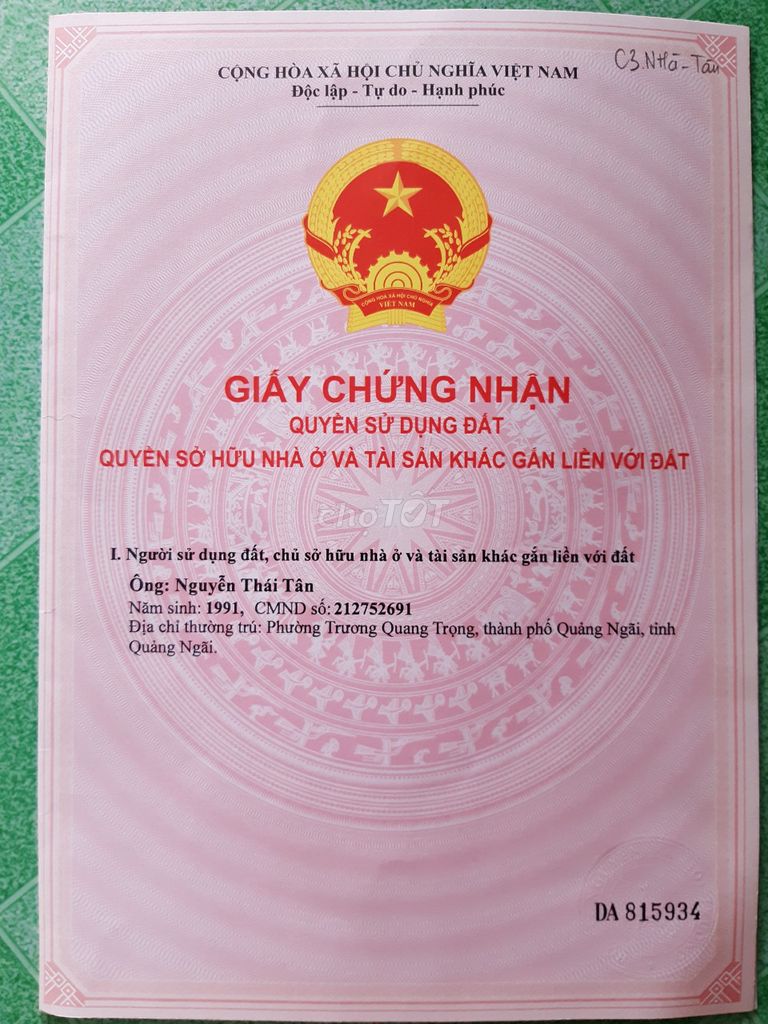 C3.Nhã-Tân
CỘNG HÒA XÃ HỘI CHỦ NGHĨA VIỆT NAM
Độc lập - Tự do - Hạnh phúc
CỘNG HÒA XÃ HỘI CHỦ NGHĨA
VIỆT NAM
GIẤY CHỨNG NHẬN
QUYỀN SỬ DỤNG ĐẤT
QUYỀN SỞ HỮU NHÀ Ở VÀ TÀI SẢN KHÁC GẮN LIỀN VỚI ĐẤT
choTỐT
I. Người sử dụng đất, chủ sở hữu nhà ở và tài sản khác gắn liền với đất
Ông: Nguyễn Thái Tân
Năm sinh: 1991, CMND số: 212752691
Địa chỉ thường trú: Phường Trương Quang Trọng, thành phố Quảng Ngãi, tỉnh
Quảng Ngãi.
DA 815934